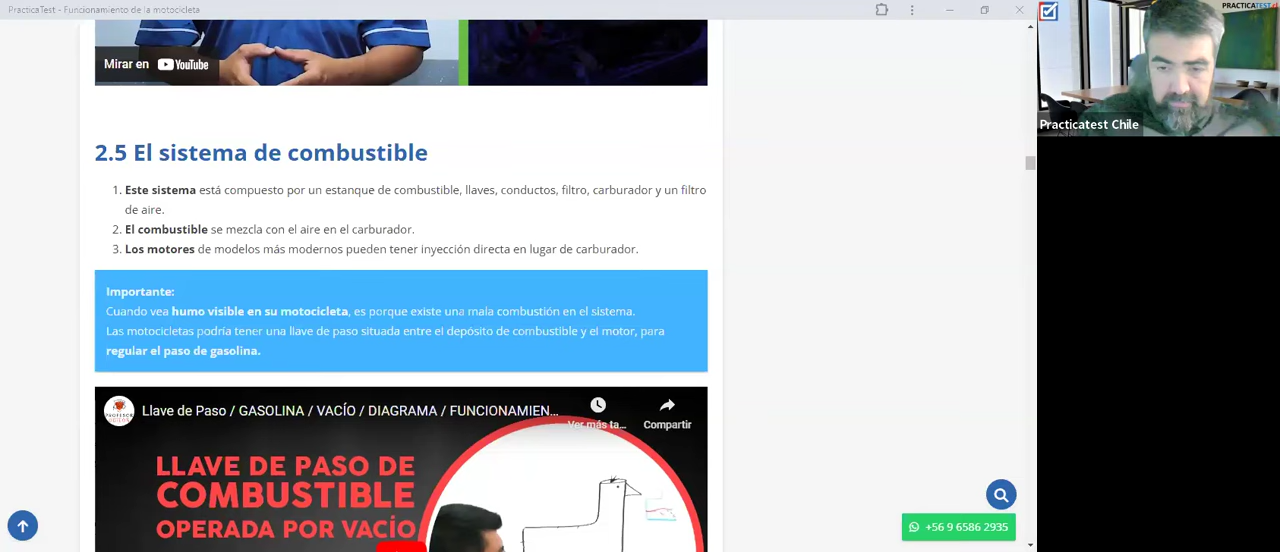 PracticaTest - Funcionamiento de la motocicleta
PRACTICATEST.cl
Mirar en YouTube
Practicatest Chile
2.5 El sistema de combustible
1. Este sistema está compuesto por un estanque de combustible, llaves, conductos, filtro, carburador y un filtro
de aire.
2. El combustible se mezcla con el aire en el carburador.
3. Los motores de modelos más modernos pueden tener inyección directa en lugar de carburador.
Importante:
Cuando vea humo visible en su motocicleta, es porque existe una mala combustión en el sistema.
Las motocicletas podría tener una llave de paso situada entre el depósito de combustible y el motor, para
regular el paso de gasolina.
Llave de Paso / GASOLINA / VACÍO / DIAGRAMA / FUNCIONAMIEN...
Ver más ta...
Compartir
LLAVE DE PASO DE
COMBUSTIBLE
OPERADA POR VACÍO
+56 9 6586 2935